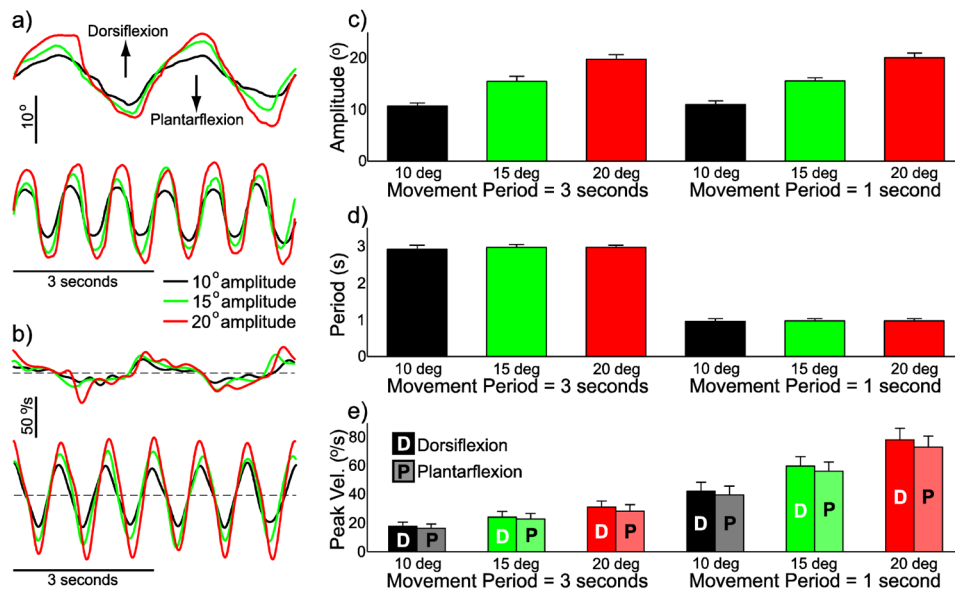 a)
Dorsiflexion
Plantarflexion
10°
3 seconds
10° amplitude
15° amplitude
20° amplitude
b)
50 °/s
3 seconds
c)
Amplitude (°)
20
10
0
10 deg 15 deg 20 deg 10 deg 15 deg 20 deg
Movement Period = 3 seconds Movement Period = 1 second
d)
Period (s)
3
2
1
0
10 deg 15 deg 20 deg 10 deg 15 deg 20 deg
Movement Period = 3 seconds Movement Period = 1 second
e)
Peak Vel. (°/s)
80
60
40
20
0
D Dorsiflexion
P Plantarflexion
D P D P D P D P D P D P
10 deg 15 deg 20 deg 10 deg 15 deg 20 deg
Movement Period = 3 seconds Movement Period = 1 second